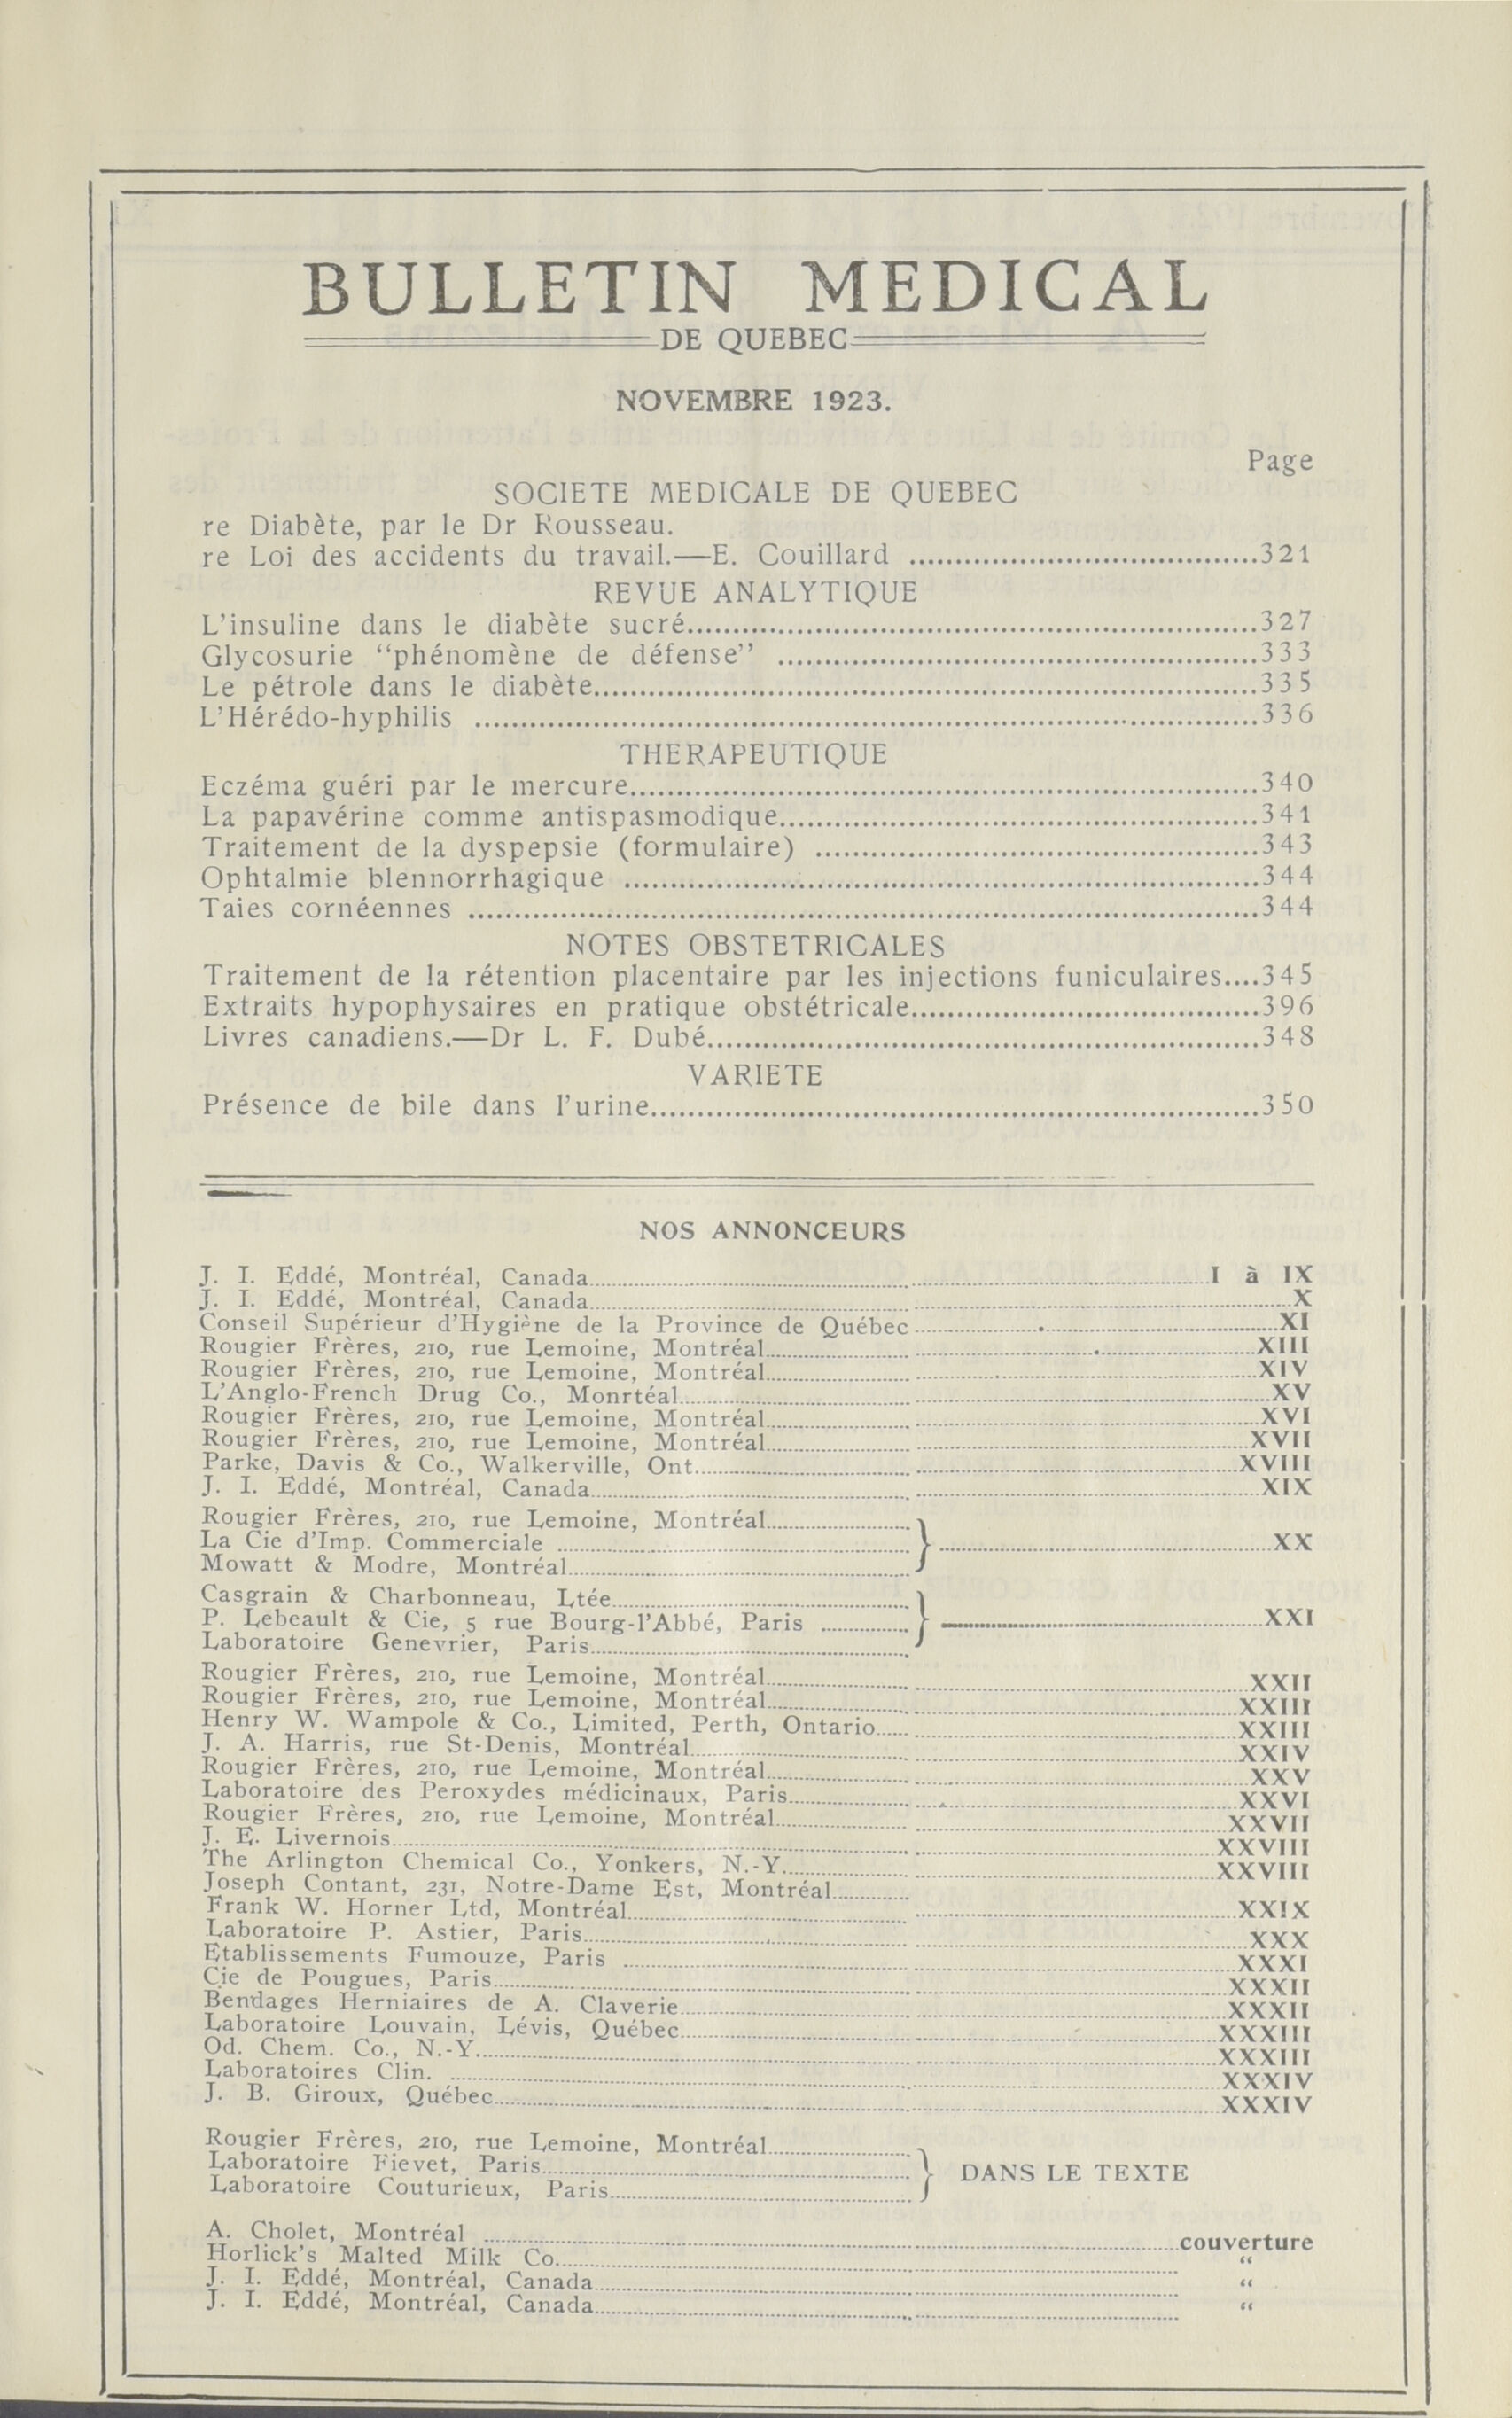 BULLETIN MEDICAL
DE QUEBEC
NOVEMBRE 1923.
Page
SOCIETE MEDICALE DE QUEBEC
re Diabète, par le Dr Rousseau.
re Loi des accidents du travail.—E. Couillard ........ 321
REVUE ANALYTIQUE
L'insuline dans le diabète sucré........327
Glycosurie “phénomène de défense” ........333
Le pétrole dans le diabète........335
L'Hérédo-hyphilis ........336
THERAPEUTIQUE
Eczéma guéri par le mercure........340
La papavérine comme antispasmodique........341
Traitement de la dyspepsie (formulaire) ........343
Ophtalmie blennorrhagique ........344
Taies cornéennes ........344
NOTES OBSTETRICALES
Traitement de la rétention placentaire par les injections funiculaires....345
Extraits hypophysaires en pratique obstétricale........396
Livres canadiens.—Dr L. F. Dubé........348
VARIETE
Présence de bile dans l'urine........350
NOS ANNONCEURS
J. I. Eddé, Montréal, Canada........I à IX
J. I. Eddé, Montréal, Canada........X
Conseil Supérieur d'Hygiène de la Province de Québec........XI
Rougier Frères, 210, rue Lemoine, Montréal........XIII
Rougier Frères, 210, rue Lemoine, Montréal........XIV
L'Anglo-French Drug Co., Monrtéal........XV
Rougier Frères, 210, rue Lemoine, Montréal........XVI
Rougier Frères, 210, rue Lemoine, Montréal........XVII
Parke, Davis & Co., Walkerville, Ont........XVIII
J. I. Eddé, Montréal, Canada........XIX
Rougier Frères, 210, rue Lemoine, Montréal........
La Cie d'Imp. Commerciale ........ } ........XX
Mowatt & Modre, Montréal........
Casgrain & Charbonneau, Ltée........
P. Lebeault & Cie, 5 rue Bourg-l'Abbé, Paris ........ } ........XXI
Laboratoire Genevrier, Paris........
Rougier Frères, 210, rue Lemoine, Montréal........XXII
Rougier Frères, 210, rue Lemoine, Montréal........XXIII
Henry W. Wampole & Co., Limited, Perth, Ontario........XXIII
J. A. Harris, rue St-Denis, Montréal........XXIV
Rougier Frères, 210, rue Lemoine, Montréal........XXV
Laboratoire des Peroxydes médicinaux, Paris........XXVI
Rougier Frères, 210, rue Lemoine, Montréal........XXVII
J. E. Livernois........XXVIII
The Arlington Chemical Co., Yonkers, N.-Y.........XXVIII
Joseph Contant, 231, Notre-Dame Est, Montréal........
Frank W. Horner Ltd, Montréal........XXIX
Laboratoire P. Astier, Paris........XXX
Etablissements Fumouze, Paris ........XXXI
Cie de Pougues, Paris........XXXII
Bendages Herniaires de A. Claverie........XXXII
Laboratoire Louvain, Lévis, Québec........XXXIII
Od. Chem. Co., N.-Y.........XXXIII
Laboratoires Clin. ........XXXIV
J. B. Giroux, Québec........XXXIV
Rougier Frères, 210, rue Lemoine, Montréal........
Laboratoire Fievet, Paris........ } DANS LE TEXTE
Laboratoire Couturieux, Paris........
A. Cholet, Montréal ........couverture
Horlick's Malted Milk Co........ “
J. I. Eddé, Montréal, Canada........ “
J. I. Eddé, Montréal, Canada........ “